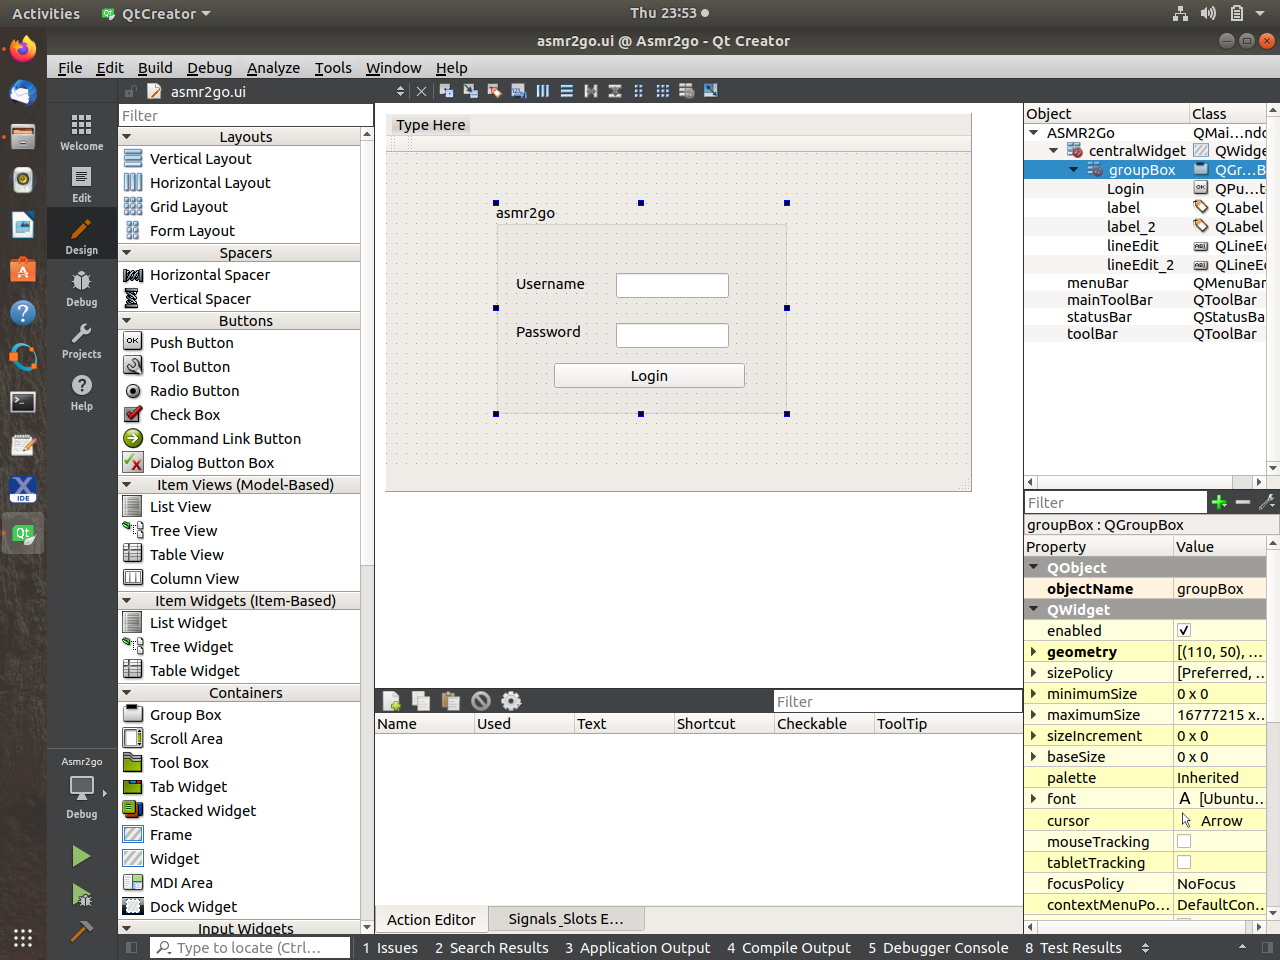 Activities
QtCreator
Thu 23:53
asmr2go.ui @ Asmr2go - Qt Creator
File Edit Build Debug Analyze Tools Window Help
asmr2go.ui
Welcome
Edit
Design
Debug
Projects
Help
Asmr2go
Debug
Filter
Layouts
Vertical Layout
Horizontal Layout
Grid Layout
Form Layout
Spacers
Horizontal Spacer
Vertical Spacer
Buttons
Push Button
Tool Button
Radio Button
Check Box
Command Link Button
Dialog Button Box
Item Views (Model-Based)
List View
Tree View
Table View
Column View
Item Widgets (Item-Based)
List Widget
Tree Widget
Table Widget
Containers
Group Box
Scroll Area
Tool Box
Tab Widget
Stacked Widget
Frame
Widget
MDI Area
Dock Widget
Input Widgets
Type Here
asmr2go
Username
Password
Login
Filter
Name Used Text Shortcut Checkable ToolTip
Action Editor Signals_Slots E...
Object Class
ASMR2Go QMai...ndo
centralWidget QWidge
groupBox QGr...B
Login QPu...t
label QLabel
label_2 QLabel
lineEdit QLineE
lineEdit_2 QLineE
menuBar QMenuBar
mainToolBar QToolBar
statusBar QStatusBa
toolBar QToolBar
Filter
groupBox : QGroupBox
Property Value
QObject
objectName groupBox
QWidget
enabled
geometry [(110, 50), ...
sizePolicy [Preferred, ...
minimumSize 0 x 0
maximumSize 16777215 x...
sizeIncrement 0 x 0
baseSize 0 x 0
palette Inherited
font A [Ubuntu...
cursor Arrow
mouseTracking
tabletTracking
focusPolicy NoFocus
contextMenuPo... DefaultCon...
Type to locate (Ctrl...
1 Issues 2 Search Results 3 Application Output 4 Compile Output 5 Debugger Console 8 Test Results